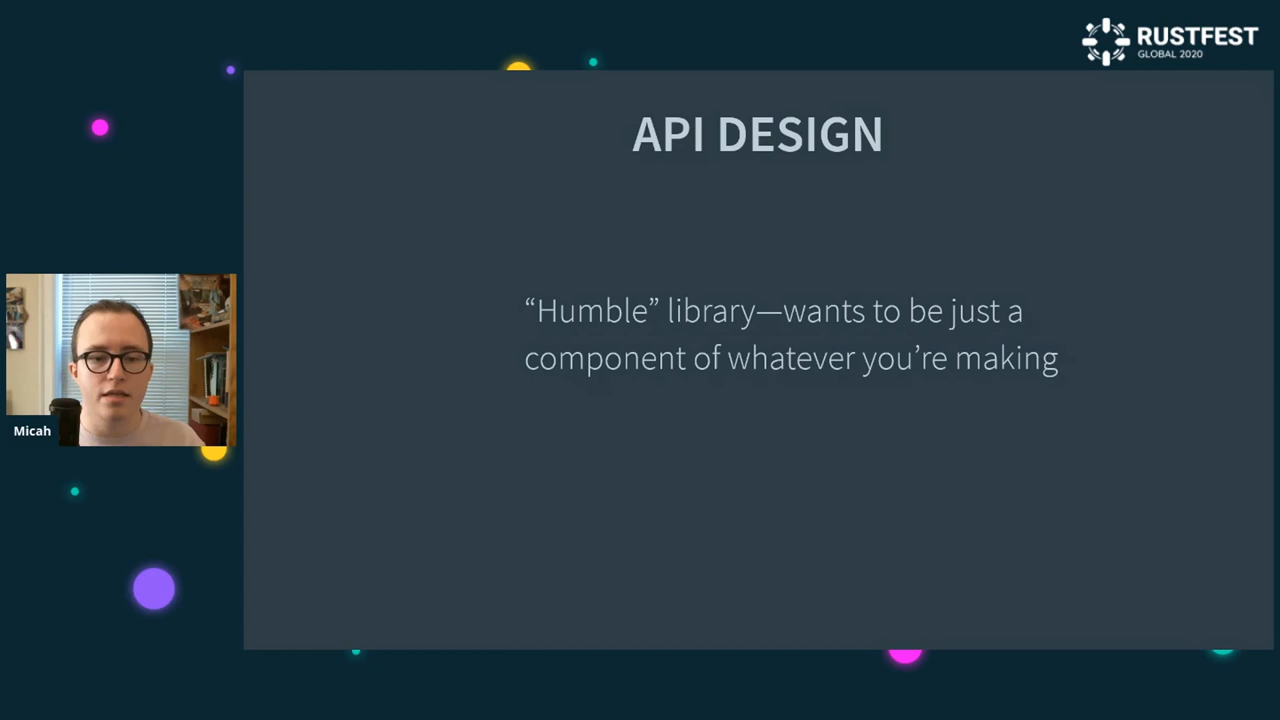 RUSTFEST
GLOBAL 2020
API DESIGN
“Humble” library—wants to be just a
component of whatever you’re making
Micah